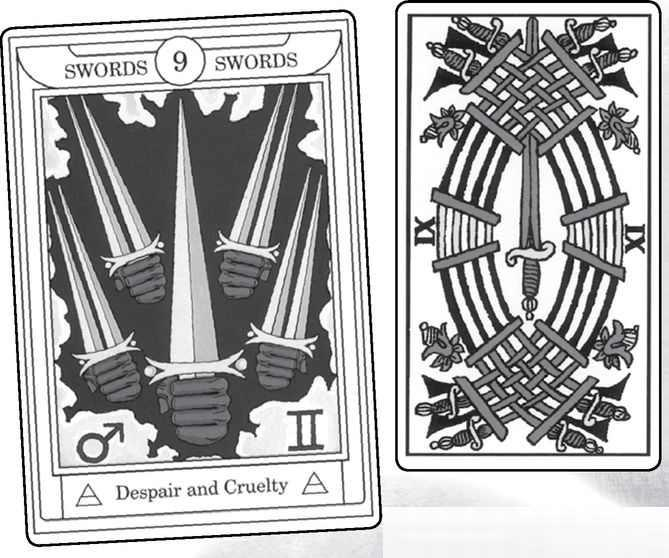 SWORDS 9 SWORDS
Despair and Cruelty
IX IX